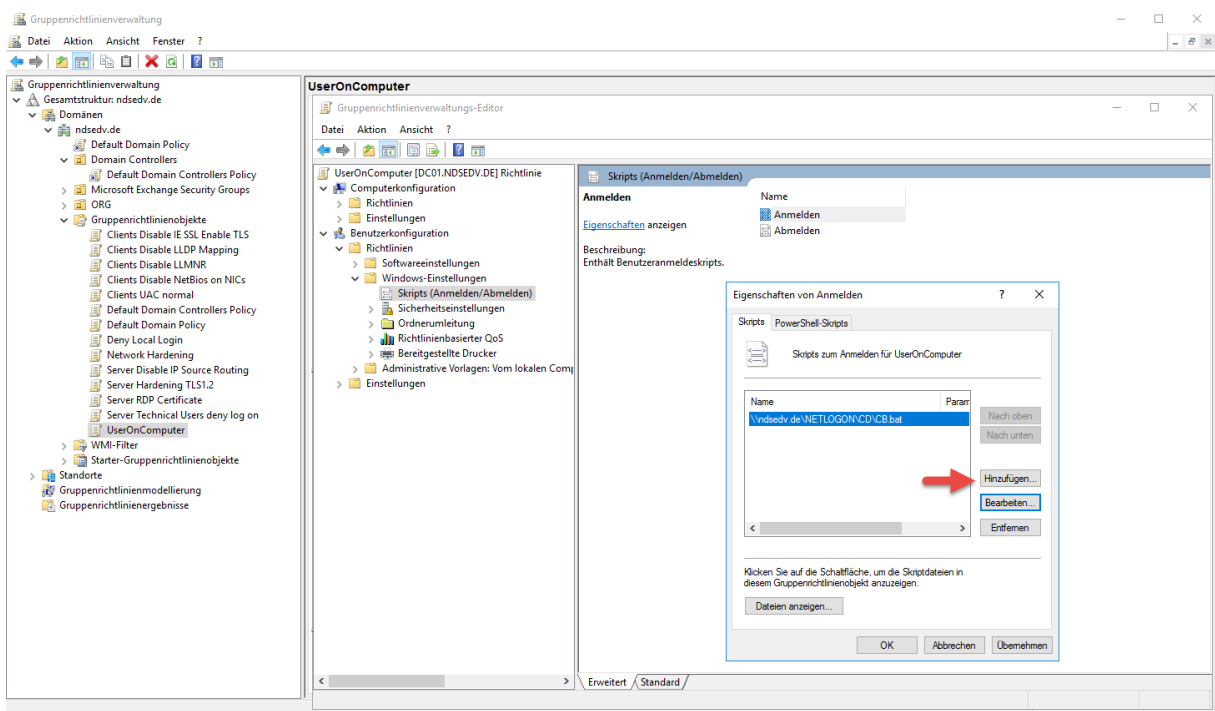 Gruppenrichtlinienverwaltung
Datei Aktion Ansicht Fenster ?
Gruppenrichtlinienverwaltung
Gesamtstruktur: ndsedv.de
Domänen
ndsedv.de
Default Domain Policy
Domain Controllers
Default Domain Controllers Policy
Microsoft Exchange Security Groups
ORG
Gruppenrichtlinienobjekte
Clients Disable IE SSL Enable TLS
Clients Disable LLDP Mapping
Clients Disable LLMNR
Clients Disable NetBios on NICs
Clients UAC normal
Default Domain Controllers Policy
Default Domain Policy
Deny Local Login
Network Hardening
Server Disable IP Source Routing
Server Hardening TLS1.2
Server RDP Certificate
Server Technical Users deny log on
UserOnComputer
WMI-Filter
Starter-Gruppenrichtlinienobjekte
Standorte
Gruppenrichtlinienmodellierung
Gruppenrichtlinienergebnisse
UserOnComputer
Gruppenrichtlinienverwaltungs-Editor
Datei Aktion Ansicht ?
UserOnComputer [DC01.NDSEDV.DE] Richtlinie
Computerkonfiguration
Richtlinien
Einstellungen
Benutzerkonfiguration
Richtlinien
Softwareeinstellungen
Windows-Einstellungen
Skripts (Anmelden/Abmelden)
Sicherheitseinstellungen
Ordnerumleitung
Richtlinienbasierter QoS
Bereitgestellte Drucker
Administrative Vorlagen: Vom lokalen Comp
Einstellungen
Skripts (Anmelden/Abmelden)
Anmelden
Eigenschaften anzeigen
Beschreibung:
Enthält Benutzeranmeldeskripts.
Name
Anmelden
Abmelden
Eigenschaften von Anmelden ?
Skripts PowerShell-Skripts
Skripts zum Anmelden für UserOnComputer
Name Param
\\ndsedv.de\NETLOGON\CD\CB.bat
Nach oben
Nach unten
Hinzufügen...
Bearbeiten...
Entfernen
Klicken Sie auf die Schaltfläche, um die Skriptdateien in
diesem Gruppenrichtlinienobjekt anzuzeigen.
Dateien anzeigen...
OK Abbrechen Übernehmen
Erweitert Standard